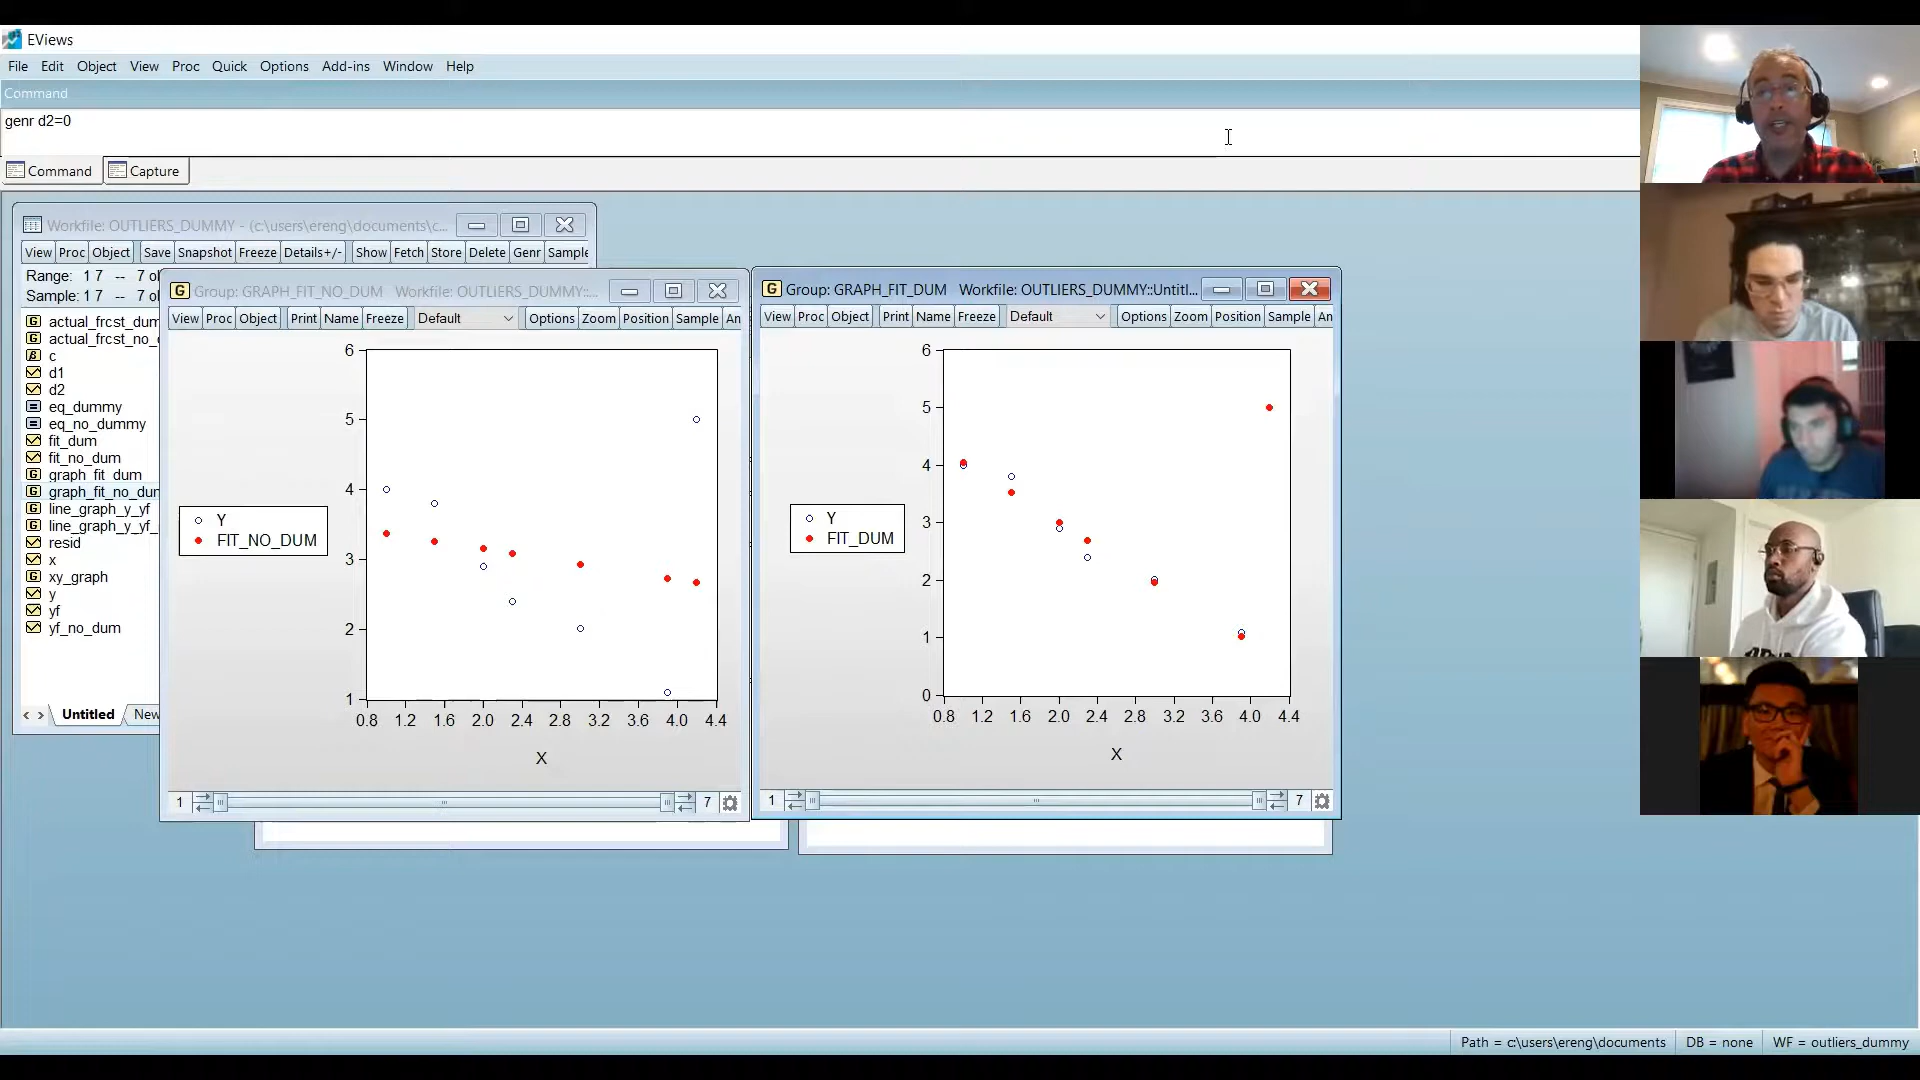 EViews
File Edit Object View Proc Quick Options Add-ins Window Help
Command
genr d2=0
Command Capture
Workfile: OUTLIERS_DUMMY - (c:\users\ereng\documents\c...
View Proc Object Save Snapshot Freeze Details+/- Show Fetch Store Delete Genr Sample
Range: 1 7 -- 7 ol
Sample: 1 7 -- 7 ol
actual_frcst_dum
actual_frcst_no_
c
d1
d2
eq_dummy
eq_no_dummy
fit_dum
fit_no_dum
graph_fit_dum
graph_fit_no_dum
line_graph_y_yf
line_graph_y_yf_
resid
x
xy_graph
y
yf
yf_no_dum
Untitled New
Group: GRAPH_FIT_NO_DUM Workfile: OUTLIERS_DUMMY::...
View Proc Object Print Name Freeze Default Options Zoom Position Sample An
6
5
4
3
2
1
0.8 1.2 1.6 2.0 2.4 2.8 3.2 3.6 4.0 4.4
X
Y
FIT_NO_DUM
1 7
Group: GRAPH_FIT_DUM Workfile: OUTLIERS_DUMMY::Untitl...
View Proc Object Print Name Freeze Default Options Zoom Position Sample An
6
5
4
3
2
1
0
0.8 1.2 1.6 2.0 2.4 2.8 3.2 3.6 4.0 4.4
X
Y
FIT_DUM
1 7
Path = c:\users\ereng\documents DB = none WF = outliers_dummy